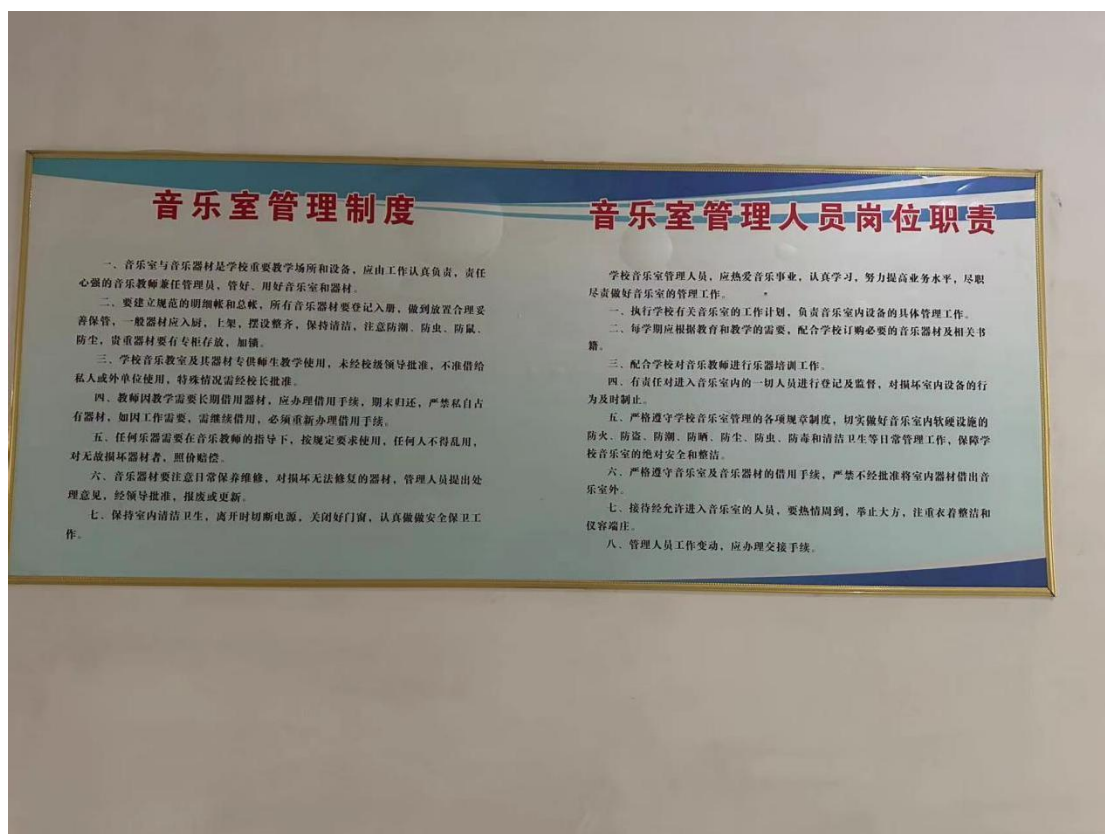 音乐室管理制度
一、音乐室与音乐器材是学校重要教学场所和设备，应由工作认真负责，责任
心强的音乐教师兼任管理员，管好、用好音乐室和器材。
二、要建立规范的明细帐和总帐，所有音乐器材要登记入册，做到放置合理妥
善保管，一般器材应入厨，上架，摆设整齐，保持清洁，注意防潮、防虫、防鼠、
防尘，贵重器材要有专柜存放，加锁。
三、学校音乐教室及其器材专供师生教学使用，未经校级领导批准，不准借给
私人或外单位使用，特殊情况需经校长批准。
四、教师因教学需要长期借用器材，应办理借用手续，期末归还，严禁私自占
有器材，如因工作需要，需继续借用，必须重新办理借用手续。
五、任何乐器需要在音乐教师的指导下，按规定要求使用，任何人不得乱用，
对无故损坏器材者，照价赔偿。
六、音乐器材要注意日常保养维修，对损坏无法修复的器材，管理人员提出处
理意见，经领导批准，报废或更新。
七、保持室内清洁卫生，离开时切断电源，关闭好门窗，认真做做安全保卫工
作。
音乐室管理人员岗位职责
学校音乐室管理人员，应热爱音乐事业，认真学习，努力提高业务水平，尽职
尽责做好音乐室的管理工作。
一、执行学校有关音乐室的工作计划，负责音乐室内设备的具体管理工作。
二、每学期应根据教育和教学的需要，配合学校订购必要的音乐器材及相关书
籍。
三、配合学校对音乐教师进行乐器培训工作。
四、有责任对进入音乐室内的一切人员进行登记及监督，对损坏室内设备的行
为及时制止。
五、严格遵守学校音乐室管理的各项规章制度，切实做好音乐室内软硬设施的
防火、防盗、防潮、防晒、防尘、防虫、防毒和清洁卫生等日常管理工作，保障学
校音乐室的绝对安全和整洁。
六、严格遵守音乐室及音乐器材的借用手续，严禁不经批准将室内器材借出音
乐室外。
七、接待经允许进入音乐室的人员，要热情周到，举止大方，注重衣着整洁和
仪容端庄。
八、管理人员工作变动，应办理交接手续。